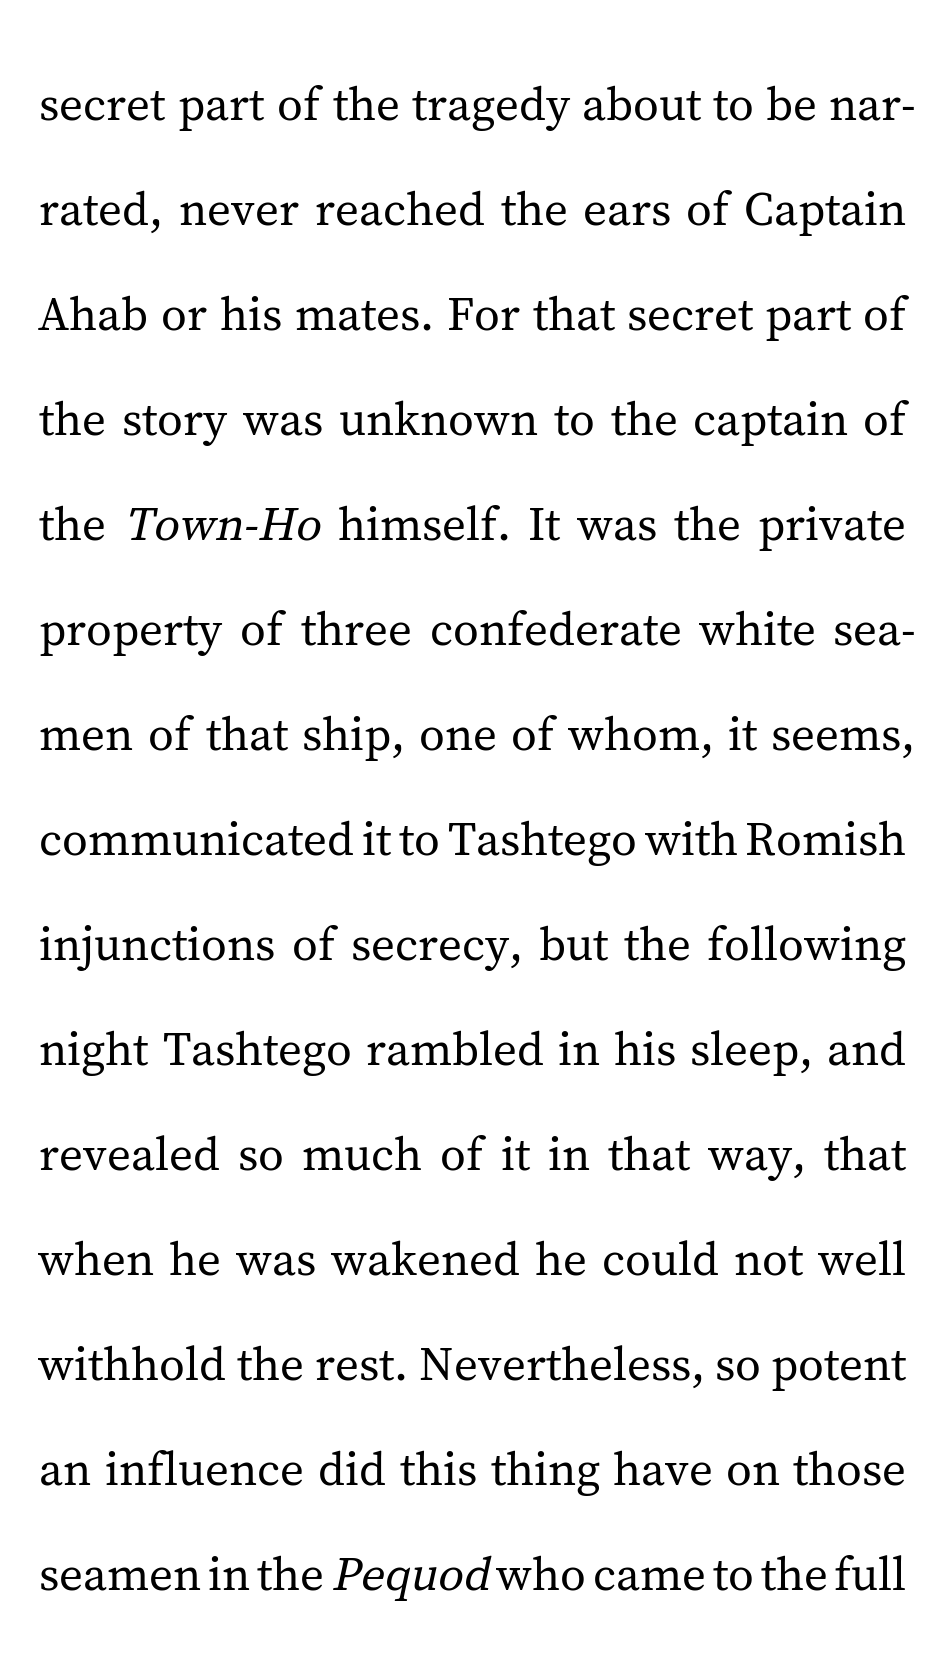 secret part of the tragedy about to be nar-
rated, never reached the ears of Captain
Ahab or his mates. For that secret part of
the story was unknown to the captain of
the Town-Ho himself. It was the private
property of three confederate white sea-
men of that ship, one of whom, it seems,
communicated it to Tashtego with Romish
injunctions of secrecy, but the following
night Tashtego rambled in his sleep, and
revealed so much of it in that way, that
when he was wakened he could not well
withhold the rest. Nevertheless, so potent
an influence did this thing have on those
seamen in the Pequod who came to the full